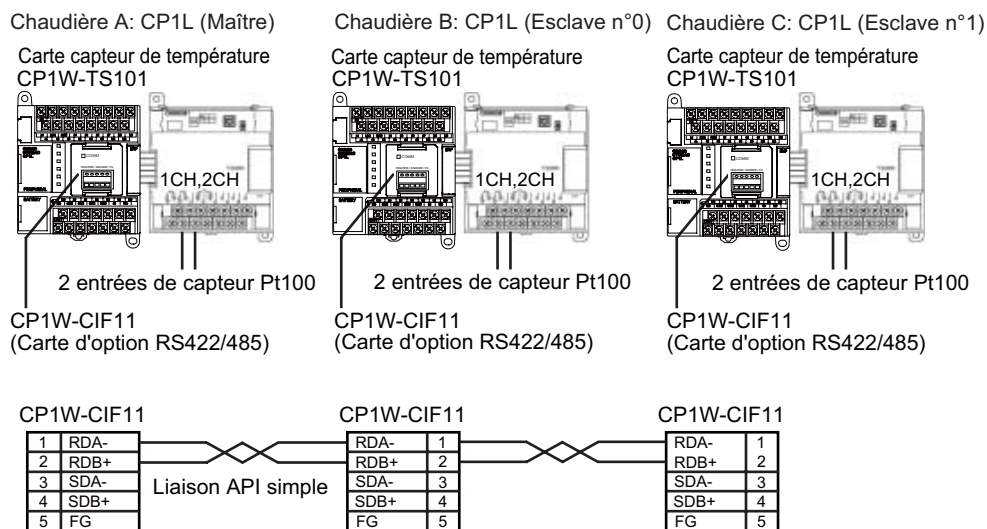 Chaudière A: CP1L (Maître)
Carte capteur de température
CP1W-TS101
1CH,2CH
2 entrées de capteur Pt100
CP1W-CIF11
(Carte d'option RS422/485)
Chaudière B: CP1L (Esclave n°0)
Carte capteur de température
CP1W-TS101
1CH,2CH
2 entrées de capteur Pt100
CP1W-CIF11
(Carte d'option RS422/485)
Chaudière C: CP1L (Esclave n°1)
Carte capteur de température
CP1W-TS101
1CH,2CH
2 entrées de capteur Pt100
CP1W-CIF11
(Carte d'option RS422/485)
CP1W-CIF11
1 RDA-
2 RDB+
3 SDA-
4 SDB+
5 FG
Liaison API simple
CP1W-CIF11
RDA- 1
RDB+ 2
SDA- 3
SDB+ 4
FG 5
CP1W-CIF11
RDA- 1
RDB+ 2
SDA- 3
SDB+ 4
FG 5